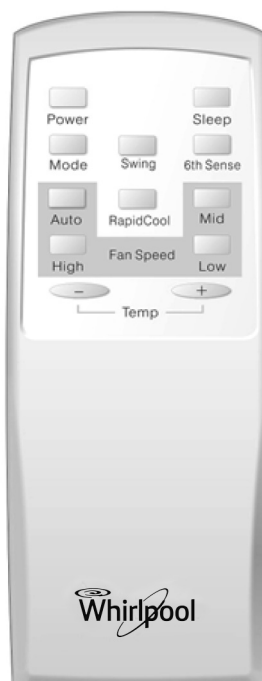 Power Sleep
Mode Swing 6th Sense
Auto RapidCool Mid
High Fan Speed Low
− +
Temp
Whirlpool